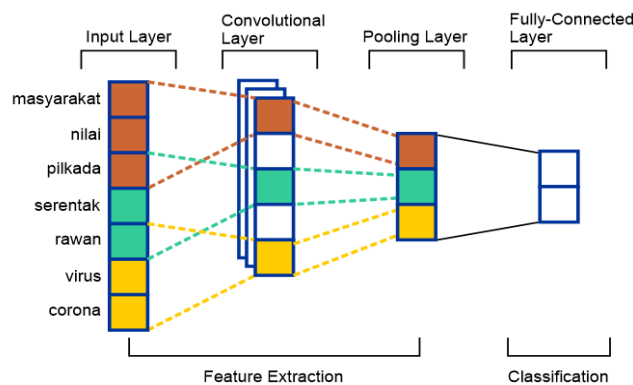 Input Layer
Convolutional
Layer
Pooling Layer
Fully-Connected
Layer
masyarakat
nilai
pilkada
serentak
rawan
virus
corona
Feature Extraction
Classification